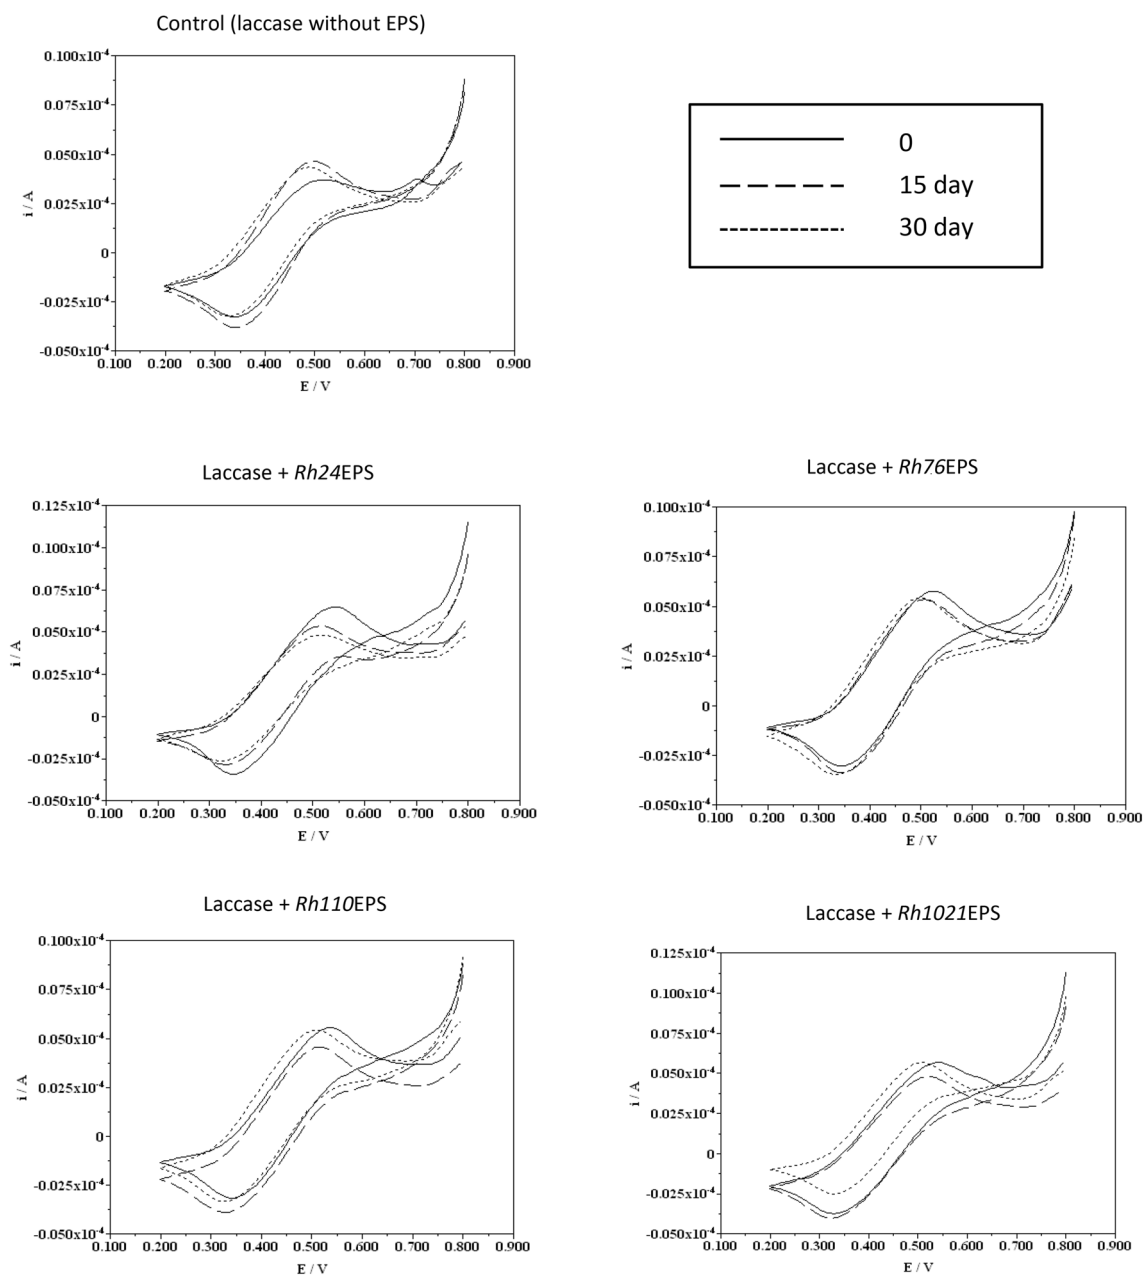 Control (laccase without EPS)
0.100x10⁻⁴
0.075x10⁻⁴
0.050x10⁻⁴
0.025x10⁻⁴
0
-0.025x10⁻⁴
-0.050x10⁻⁴
i / A
0.100 0.200 0.300 0.400 0.500 0.600 0.700 0.800 0.900
E / V
0
15 day
30 day
Laccase + Rh24EPS
0.125x10⁻⁴
0.100x10⁻⁴
0.075x10⁻⁴
0.050x10⁻⁴
0.025x10⁻⁴
0
-0.025x10⁻⁴
-0.050x10⁻⁴
i / A
0.100 0.200 0.300 0.400 0.500 0.600 0.700 0.800 0.900
E / V
Laccase + Rh76EPS
0.100x10⁻⁴
0.075x10⁻⁴
0.050x10⁻⁴
0.025x10⁻⁴
0
-0.025x10⁻⁴
-0.050x10⁻⁴
i / A
0.100 0.200 0.300 0.400 0.500 0.600 0.700 0.800 0.900
E / V
Laccase + Rh110EPS
0.100x10⁻⁴
0.075x10⁻⁴
0.050x10⁻⁴
0.025x10⁻⁴
0
-0.025x10⁻⁴
-0.050x10⁻⁴
i / A
0.100 0.200 0.300 0.400 0.500 0.600 0.700 0.800 0.900
E / V
Laccase + Rh1021EPS
0.125x10⁻⁴
0.100x10⁻⁴
0.075x10⁻⁴
0.050x10⁻⁴
0.025x10⁻⁴
0
-0.025x10⁻⁴
-0.050x10⁻⁴
i / A
0.100 0.200 0.300 0.400 0.500 0.600 0.700 0.800 0.900
E / V